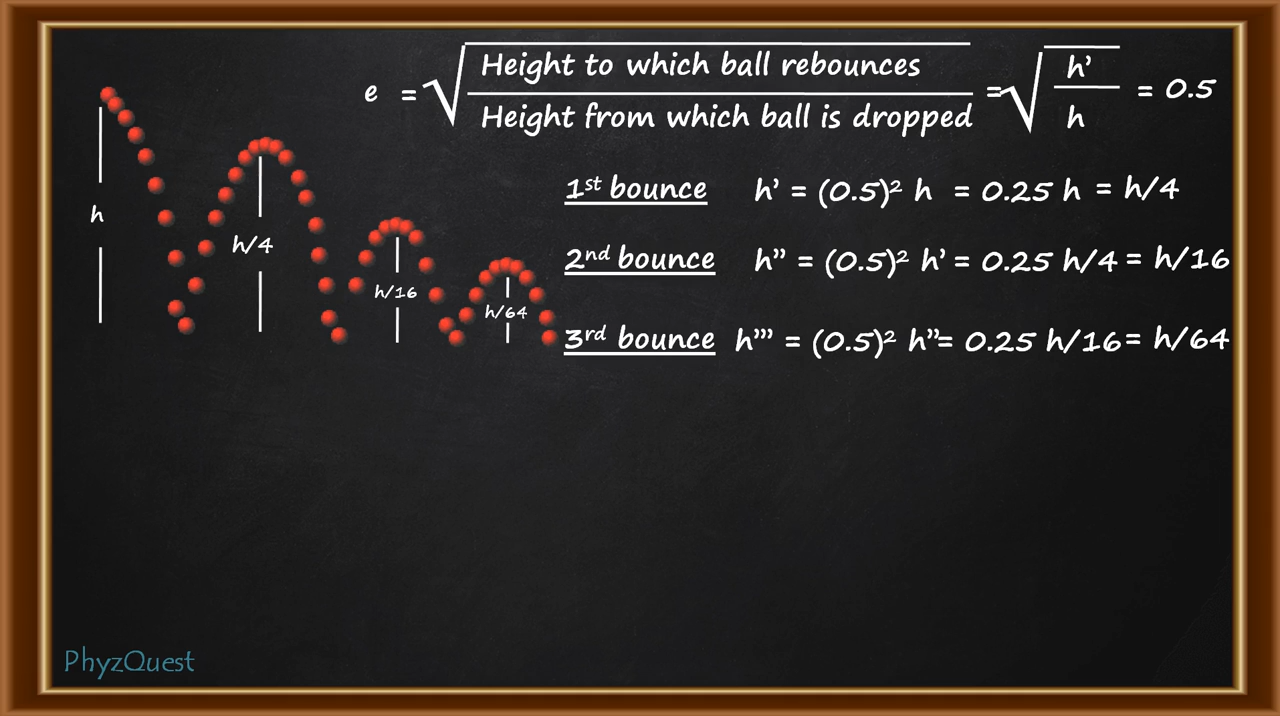 e = √ Height to which ball rebounces / Height from which ball is dropped = √ h’ / h = 0.5
1st bounce h’ = (0.5)² h = 0.25 h = h/4
2nd bounce h” = (0.5)² h’ = 0.25 h/4 = h/16
3rd bounce h”’ = (0.5)² h”= 0.25 h/16= h/64
h
h/4
h/16
h/64
PhyzQuest